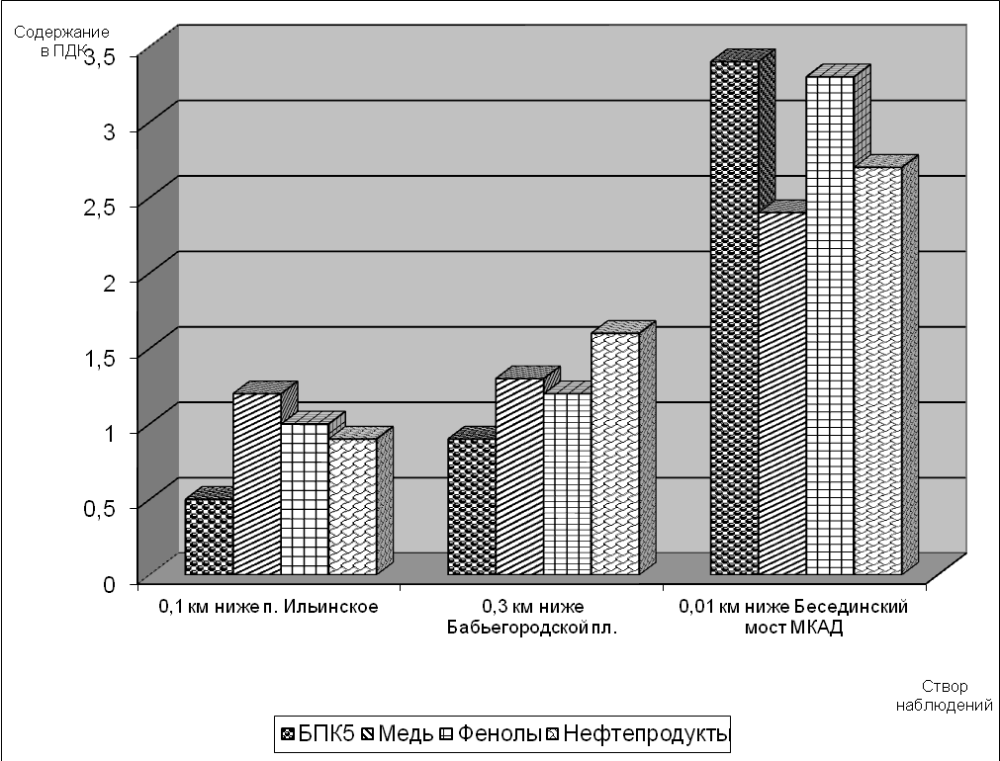 Содержание
в ПДК
3,5
3
2,5
2
1,5
1
0,5
0
0,1 км ниже п. Ильинское
0,3 км ниже
Бабьегородской пл.
0,01 км ниже Бесединский
мост МКАД
Створ
наблюдений
БПК5 Медь Фенолы Нефтепродукты